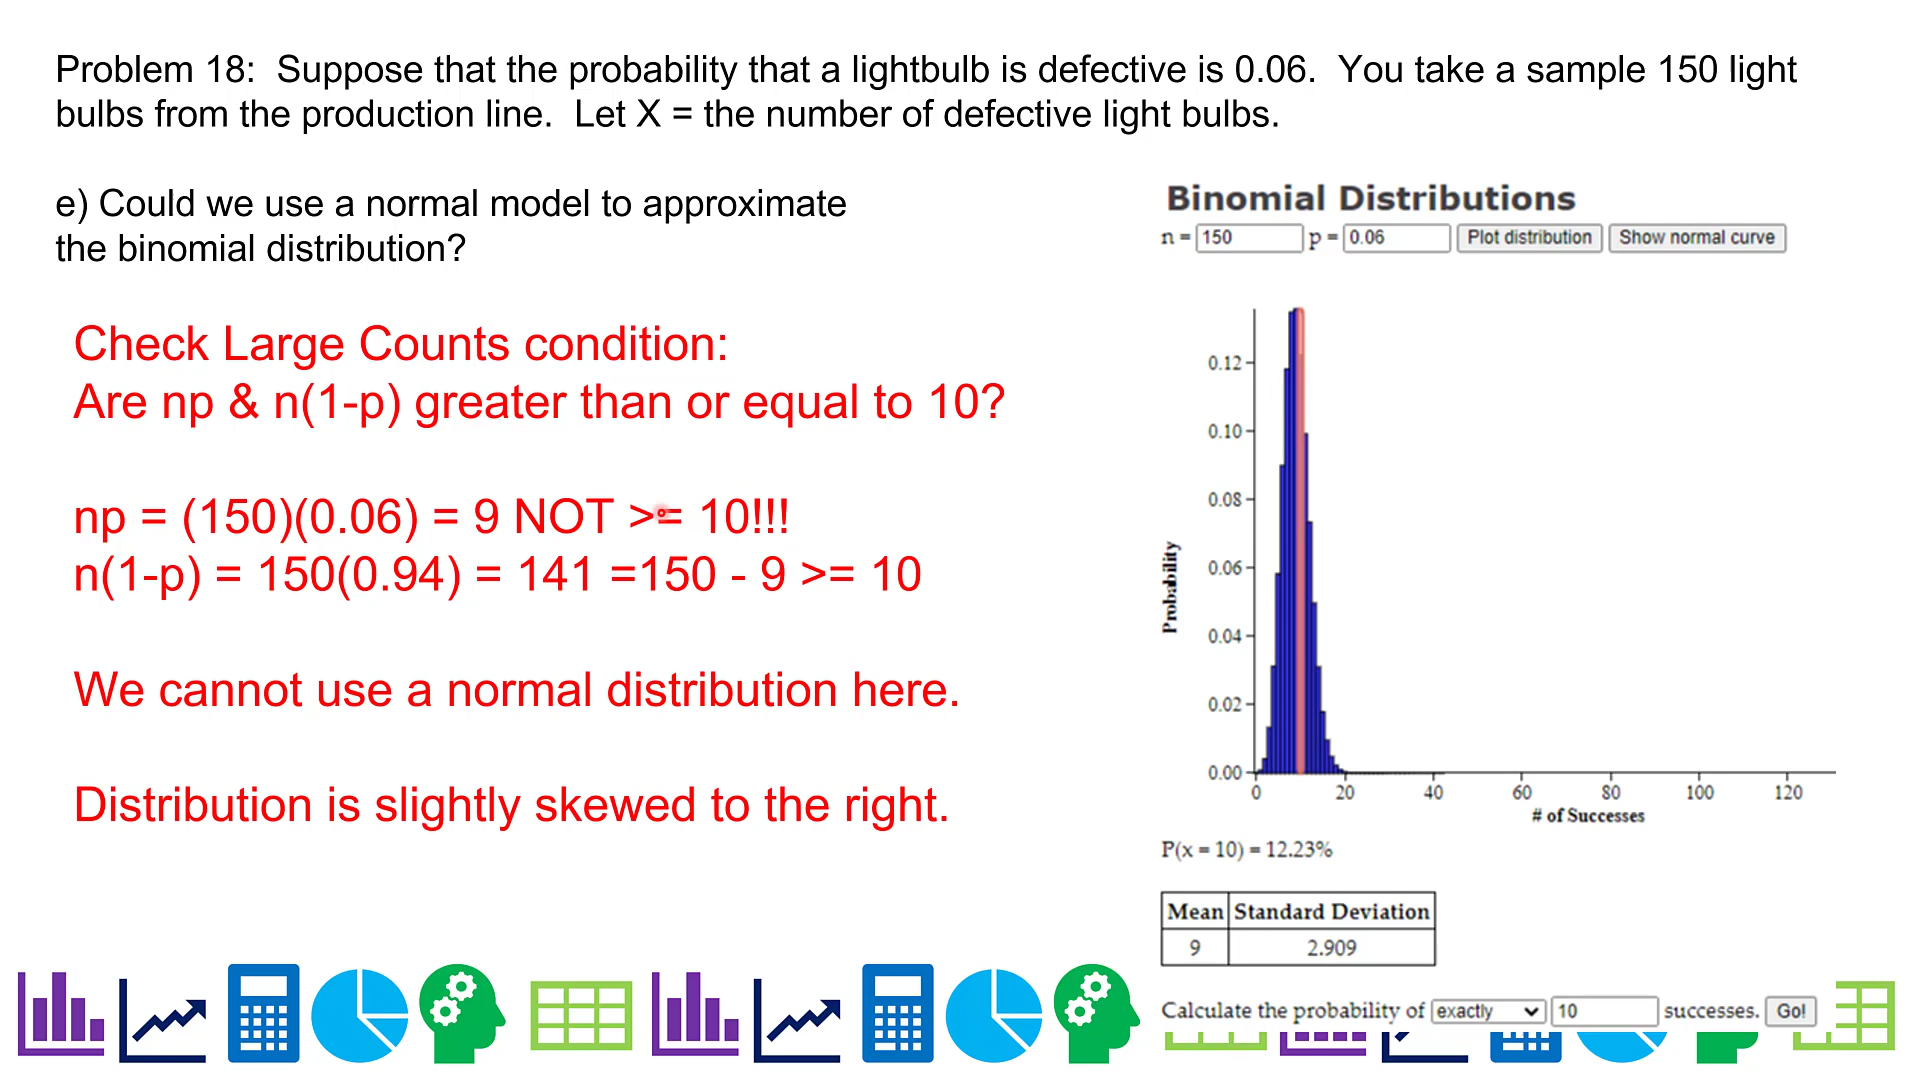 Problem 18:  Suppose that the probability that a lightbulb is defective is 0.06.  You take a sample 150 light
bulbs from the production line.  Let X = the number of defective light bulbs.
e) Could we use a normal model to approximate
the binomial distribution?
Check Large Counts condition:
Are np & n(1-p) greater than or equal to 10?
np = (150)(0.06) = 9 NOT >= 10!!!
n(1-p) = 150(0.94) = 141 =150 - 9 >= 10
We cannot use a normal distribution here.
Distribution is slightly skewed to the right.
Binomial Distributions
n = 150 p = 0.06 Plot distribution Show normal curve
0.12
0.10
0.08
0.06
0.04
0.02
0.00
Probability
0 20 40 60 80 100 120
# of Successes
P(x = 10) = 12.23%
Mean Standard Deviation
9 2.909
Calculate the probability of exactly 10 successes. Go!